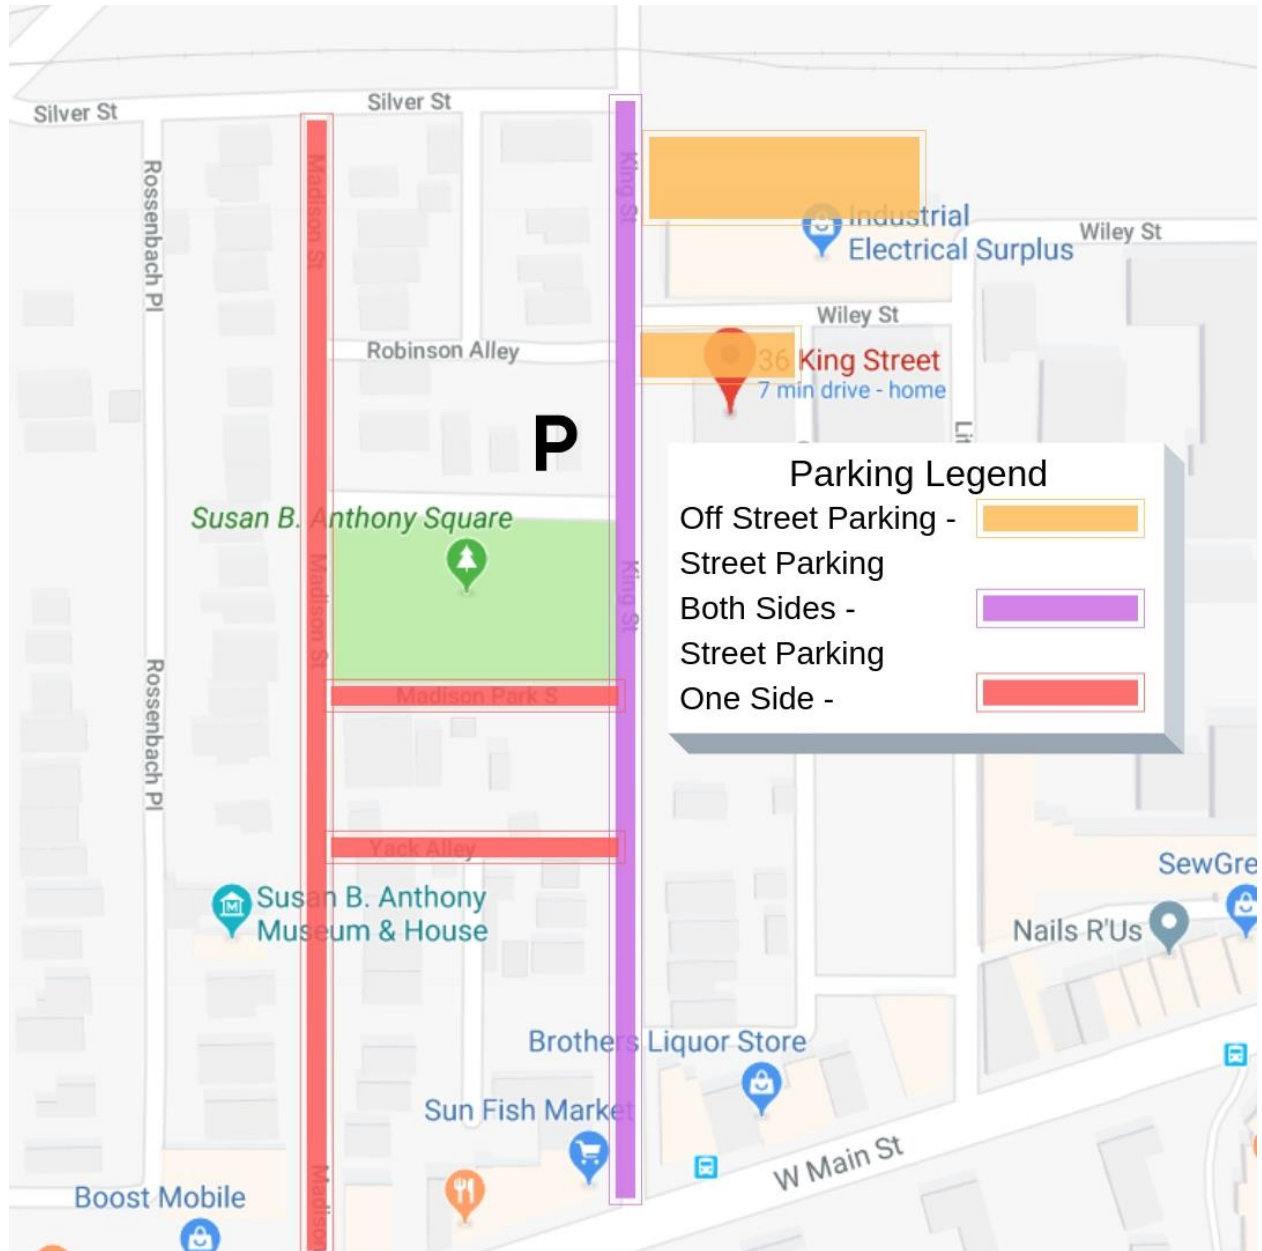 Silver St
Silver St
Rossenbach Pl
Madison St
King St
Industrial
Electrical Surplus
Wiley St
Wiley St
Robinson Alley
36 King Street
7 min drive - home
P
Lit
Parking Legend
Off Street Parking -
Street Parking
Both Sides -
Street Parking
One Side -
Susan B. Anthony Square
Madison St
King St
Rossenbach Pl
Madison Park S
Yack Alley
SewGre
Susan B. Anthony
Museum & House
Nails R'Us
Brothers Liquor Store
Sun Fish Market
W Main St
Madison
Boost Mobile